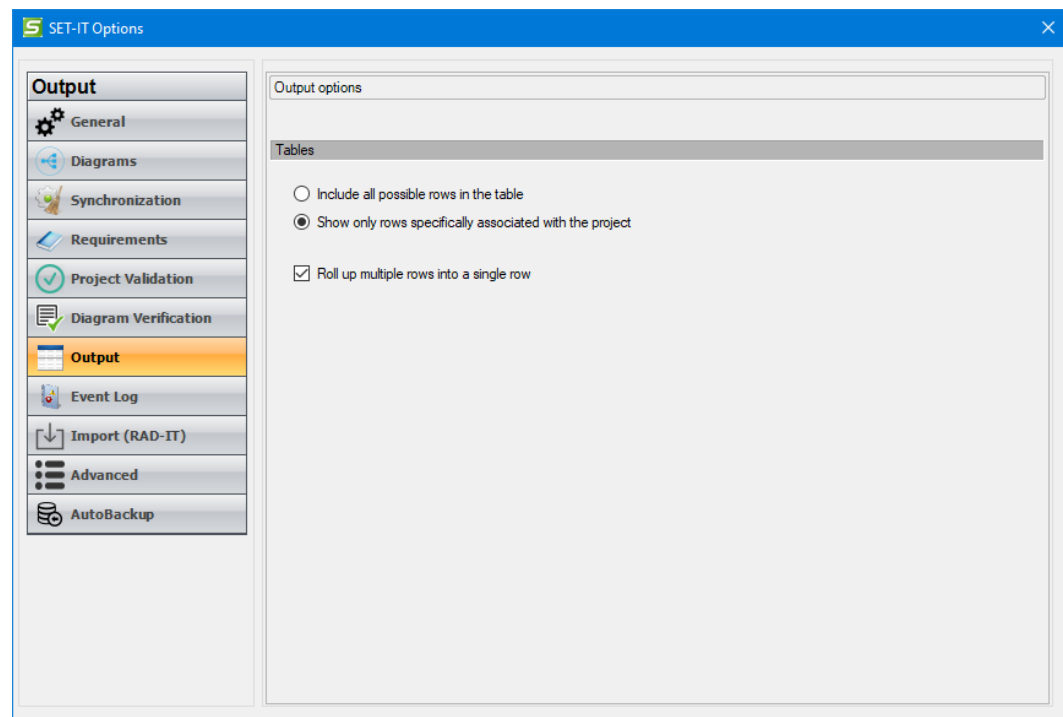 SET-IT Options
Output
General
Diagrams
Synchronization
Requirements
Project Validation
Diagram Verification
Output
Event Log
Import (RAD-IT)
Advanced
AutoBackup
Output options
Tables
Include all possible rows in the table
Show only rows specifically associated with the project
Roll up multiple rows into a single row